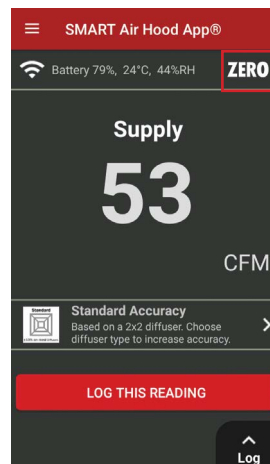 SMART Air Hood App®
Battery 79%, 24°C, 44%RH
ZERO
Supply
53
CFM
Standard
Standard Accuracy
Based on a 2x2 diffuser. Choose
diffuser type to increase accuracy.
LOG THIS READING
Log